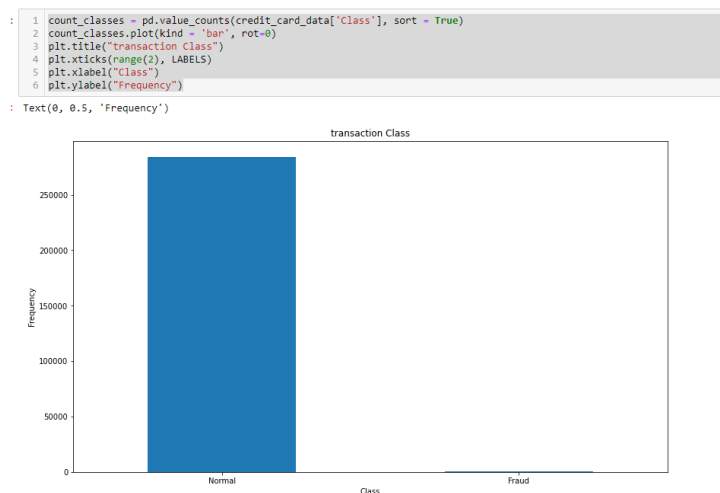 : 1 count_classes = pd.value_counts(credit_card_data['Class'], sort = True)
2 count_classes.plot(kind = 'bar', rot=0)
3 plt.title("transaction Class")
4 plt.xticks(range(2), LABELS)
5 plt.xlabel("Class")
6 plt.ylabel("Frequency")
: Text(0, 0.5, 'Frequency')
transaction Class
250000
200000
150000
100000
50000
0
Frequency
Normal Fraud
Class